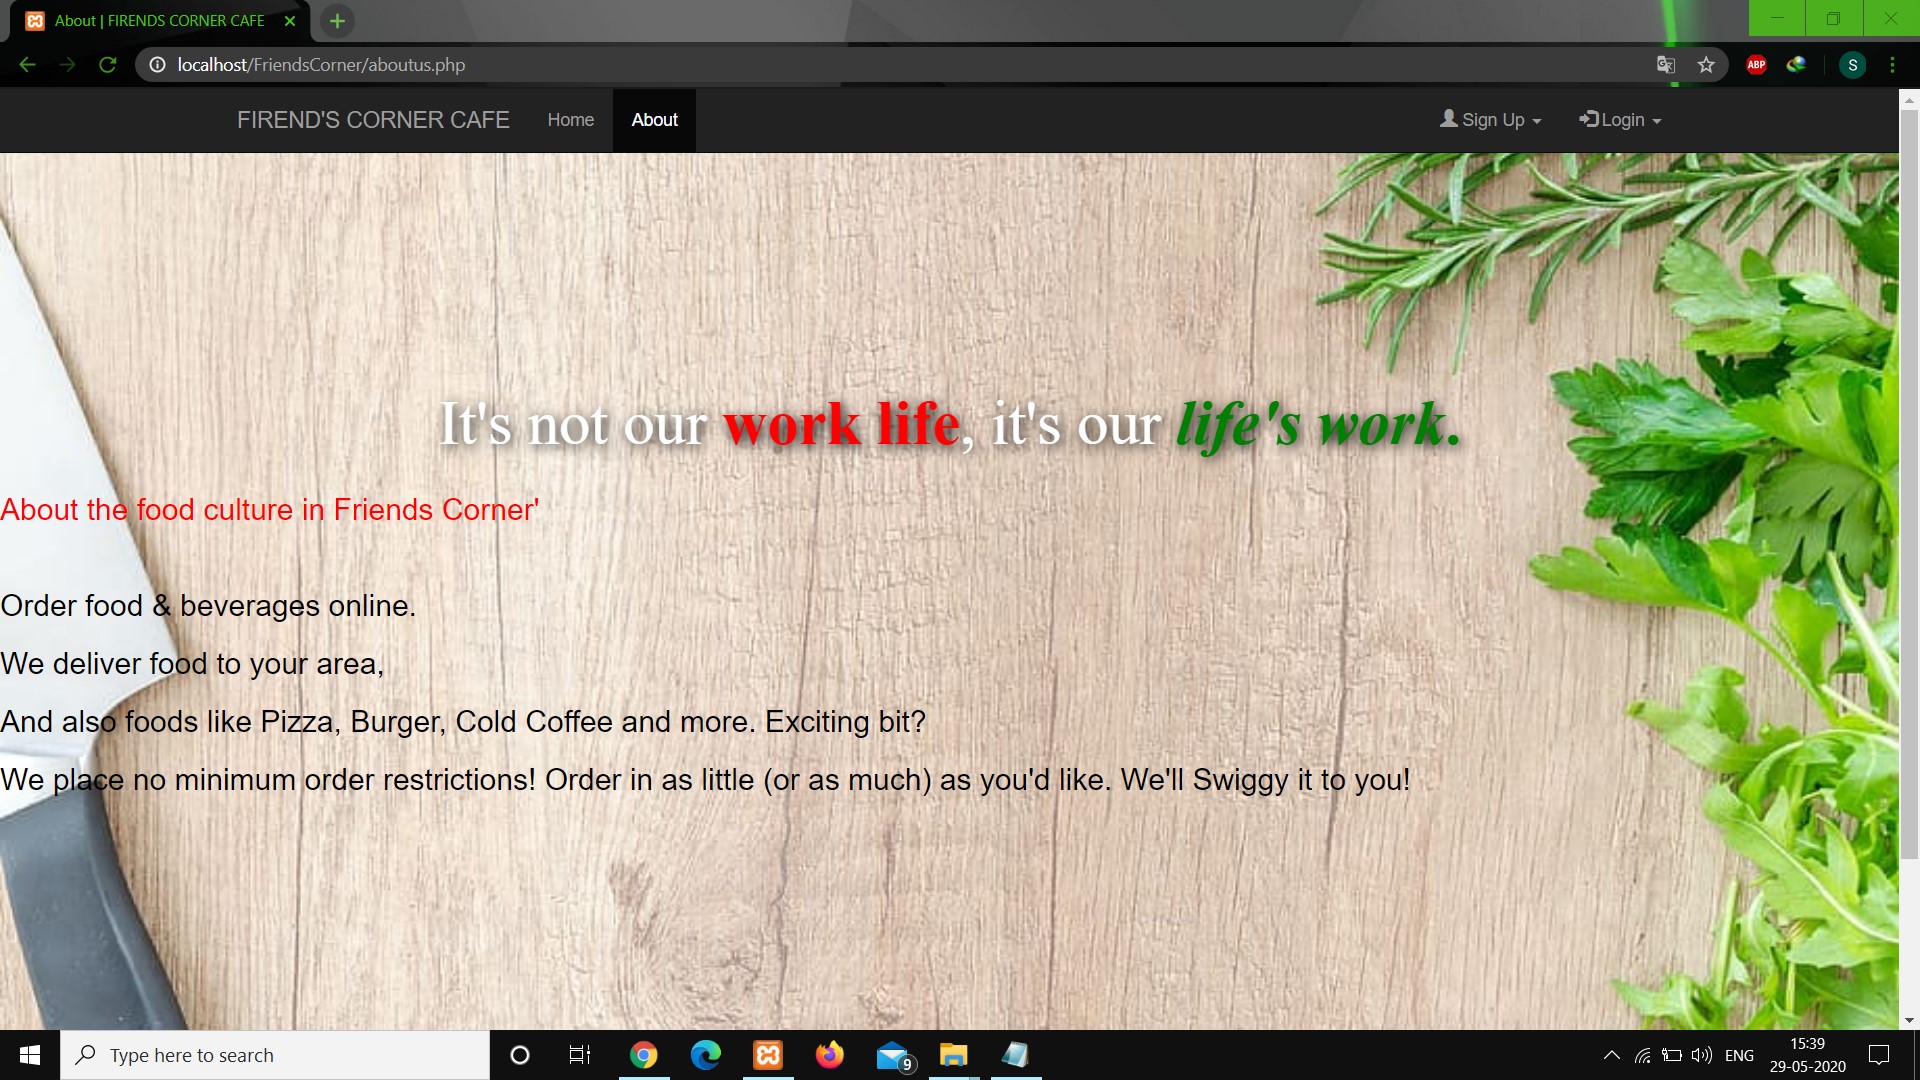 About | FIRENDS CORNER CAFE
localhost/FriendsCorner/aboutus.php
ABP
S
FIREND'S CORNER CAFE Home About Sign Up Login
It's not our work life, it's our life's work.
About the food culture in Friends Corner'
Order food & beverages online.
We deliver food to your area,
And also foods like Pizza, Burger, Cold Coffee and more. Exciting bit?
We place no minimum order restrictions! Order in as little (or as much) as you'd like. We'll Swiggy it to you!
Type here to search
9
ENG
15:39
29-05-2020